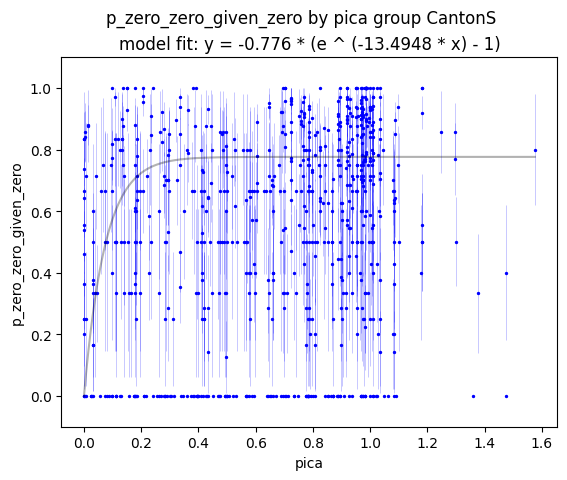 p_zero_zero_given_zero by pica group CantonS
model fit: y = -0.776 * (e ^ (-13.4948 * x) - 1)
1.0
0.8
0.6
0.4
0.2
0.0
p_zero_zero_given_zero
0.0 0.2 0.4 0.6 0.8 1.0 1.2 1.4 1.6
pica